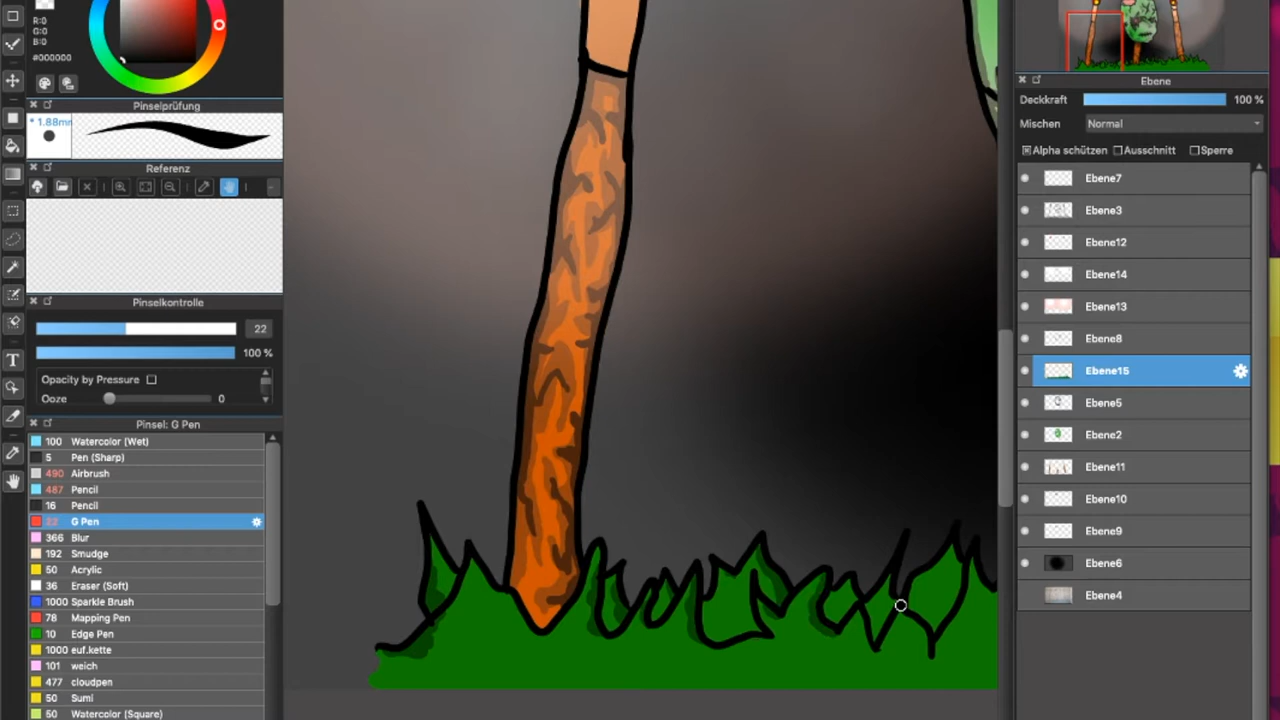 R:0
G:0
B:0
#000000
Pinselprüfung
* 1.88mm
Referenz
Pinselkontrolle
22
100 %
Opacity by Pressure
Ooze 0
Pinsel: G Pen
100 Watercolor (Wet)
5 Pen (Sharp)
490 Airbrush
487 Pencil
16 Pencil
22 G Pen
366 Blur
192 Smudge
50 Acrylic
36 Eraser (Soft)
1000 Sparkle Brush
78 Mapping Pen
10 Edge Pen
1000 euf.kette
101 weich
477 cloudpen
50 Sumi
50 Watercolor (Square)
Ebene
Deckkraft 100 %
Mischen Normal
Alpha schützen Ausschnitt Sperre
Ebene7
Ebene3
Ebene12
Ebene14
Ebene13
Ebene8
Ebene15
Ebene5
Ebene2
Ebene11
Ebene10
Ebene9
Ebene6
Ebene4